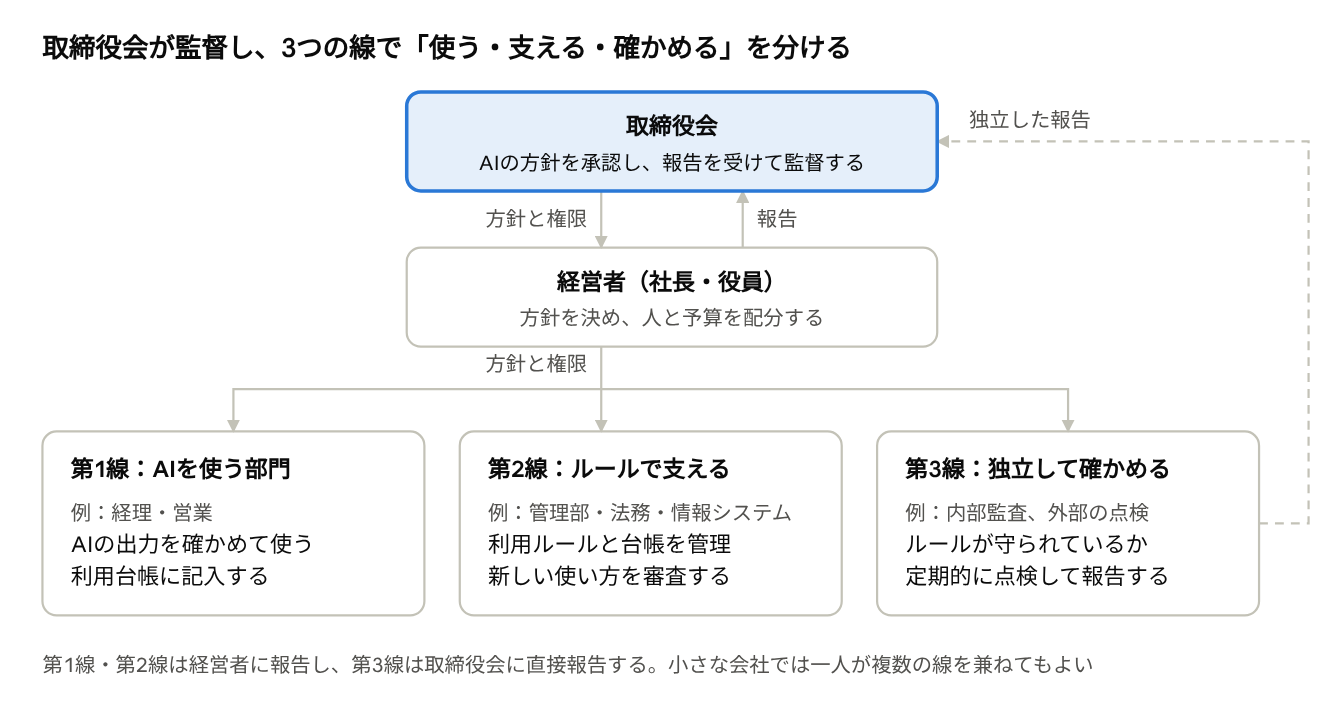 取締役会が監督し、3つの線で「使う・支える・確かめる」を分ける
取締役会
AIの方針を承認し、報告を受けて監督する
独立した報告
方針と権限
報告
経営者（社長・役員）
方針を決め、人と予算を配分する
方針と権限
第1線：AIを使う部門
例：経理・営業
AIの出力を確かめて使う
利用台帳に記入する
第2線：ルールで支える
例：管理部・法務・情報システム
利用ルールと台帳を管理
新しい使い方を審査する
第3線：独立して確かめる
例：内部監査、外部の点検
ルールが守られているか
定期的に点検して報告する
第1線・第2線は経営者に報告し、第3線は取締役会に直接報告する。小さな会社では一人が複数の線を兼ねてもよい